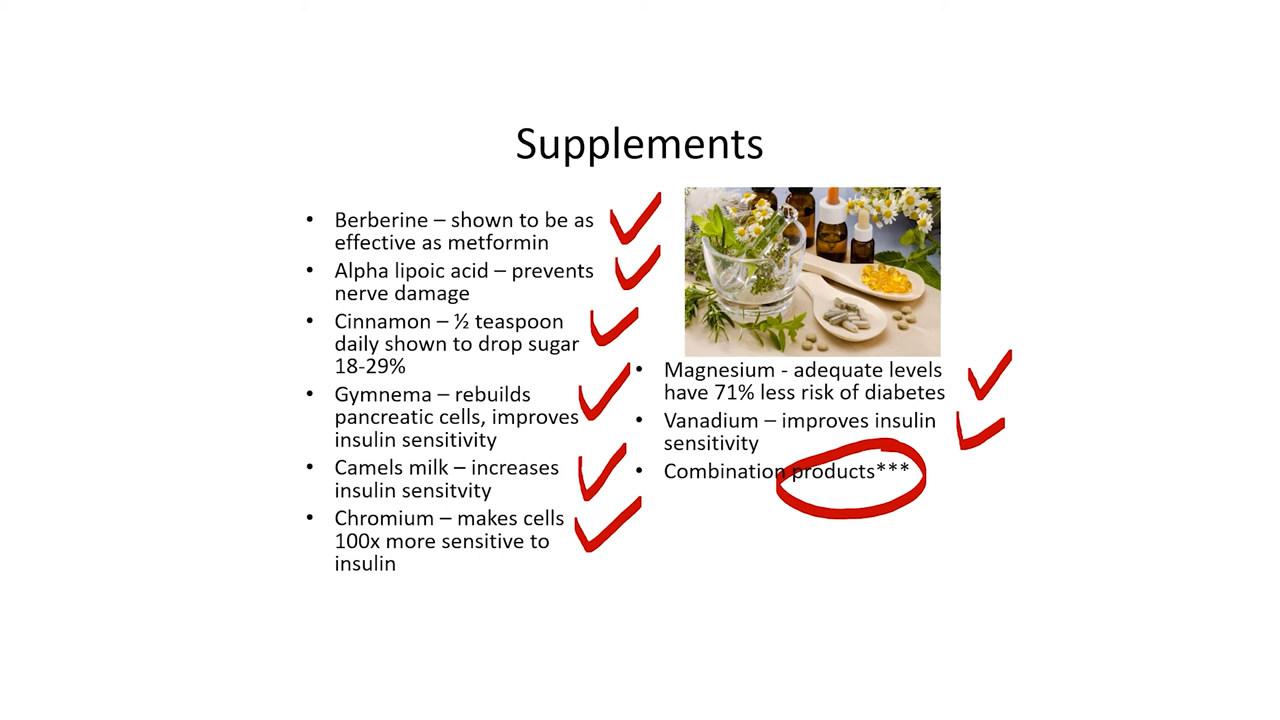 Supplements
• Berberine – shown to be as
effective as metformin
• Alpha lipoic acid – prevents
nerve damage
• Cinnamon – ½ teaspoon
daily shown to drop sugar
18-29%
• Gymnema – rebuilds
pancreatic cells, improves
insulin sensitivity
• Camels milk – increases
insulin sensitvity
• Chromium – makes cells
100x more sensitive to
insulin
• Magnesium - adequate levels
have 71% less risk of diabetes
• Vanadium – improves insulin
sensitivity
• Combination products***